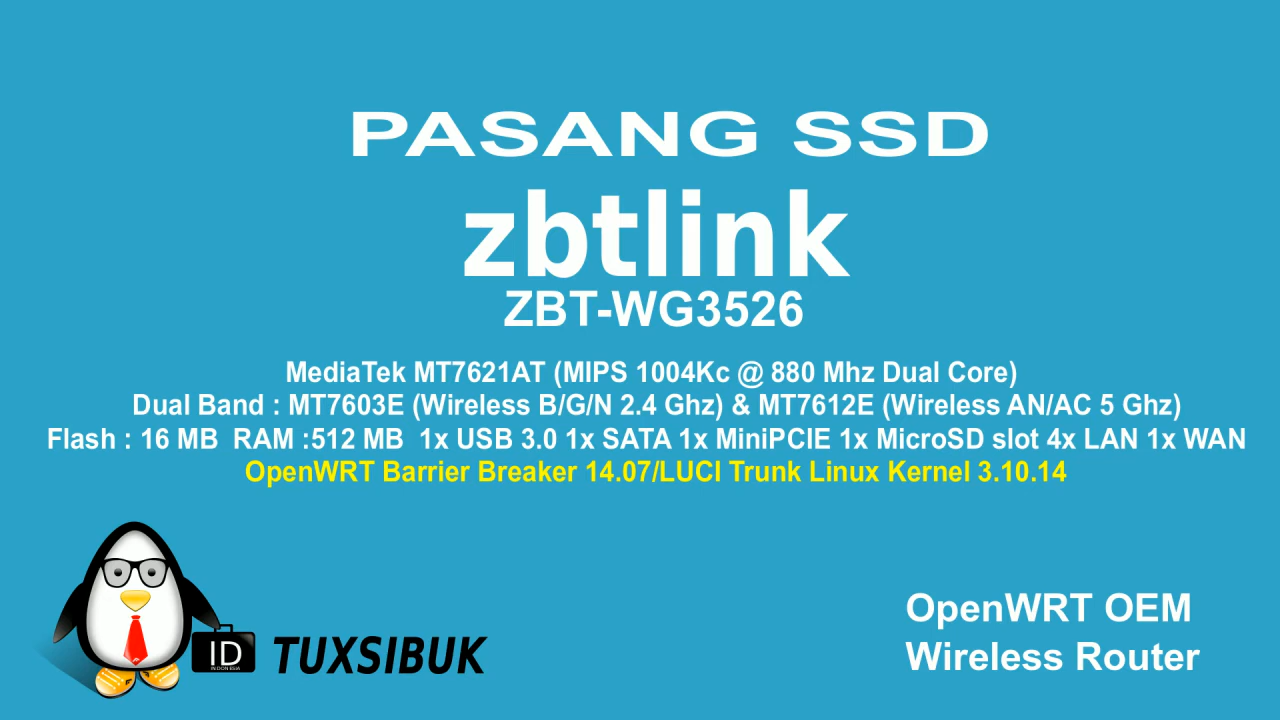 PASANG SSD
zbtlink
ZBT-WG3526
MediaTek MT7621AT (MIPS 1004Kc @ 880 Mhz Dual Core)
Dual Band : MT7603E (Wireless B/G/N 2.4 Ghz) & MT7612E (Wireless AN/AC 5 Ghz)
Flash : 16 MB  RAM :512 MB  1x USB 3.0 1x SATA 1x MiniPCIE 1x MicroSD slot 4x LAN 1x WAN
OpenWRT Barrier Breaker 14.07/LUCI Trunk Linux Kernel 3.10.14
OpenWRT OEM
Wireless Router
ID
INDONESIA
TUXSIBUK